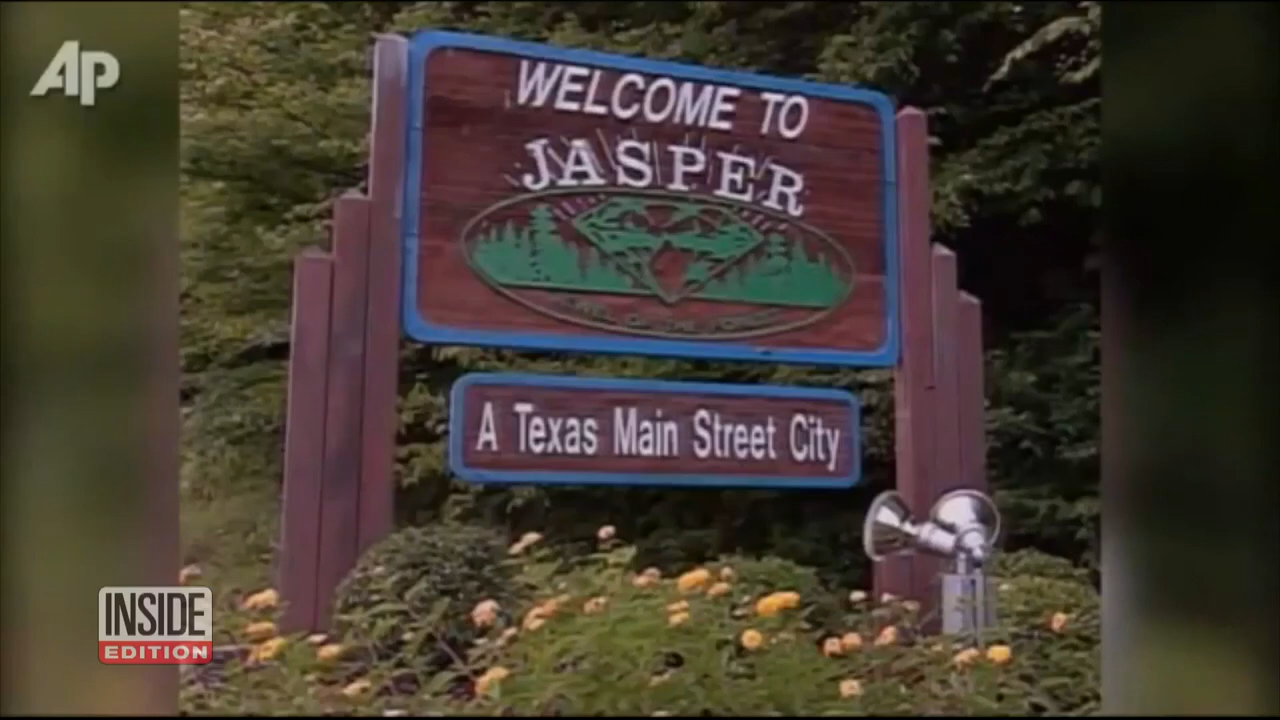 AP
WELCOME TO
JASPER
A Texas Main Street City
INSIDE
EDITION